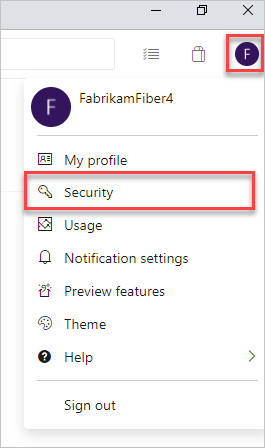 F
F
FabrikamFiber4
My profile
Security
Usage
Notification settings
Preview features
Theme
Help
Sign out